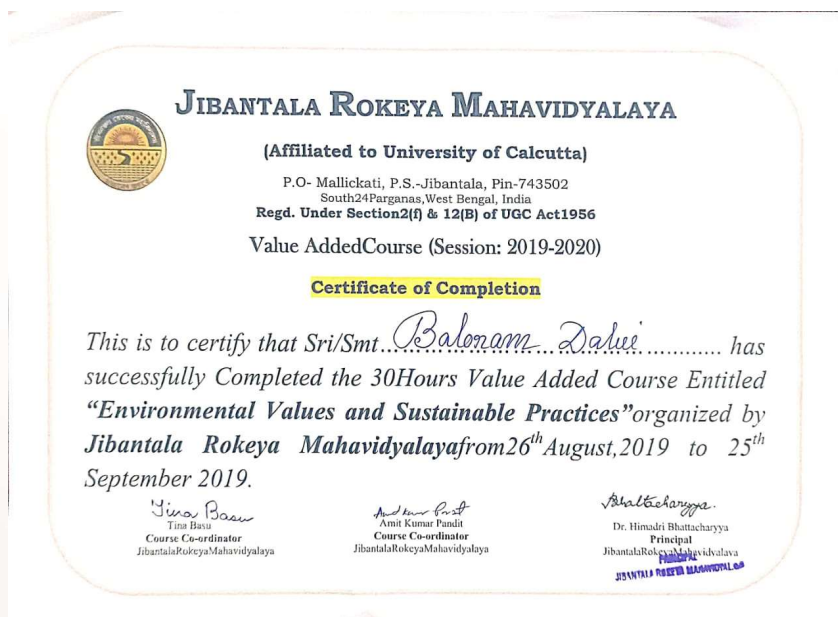 JIBANTALA ROKEYA MAHAVIDYALAYA
(Affiliated to University of Calcutta)
P.O- Mallickati, P.S.-Jibantala, Pin-743502
South24Parganas,West Bengal, India
Regd. Under Section2(f) & 12(B) of UGC Act1956
Value AddedCourse (Session: 2019-2020)
Certificate of Completion
This is to certify that Sri/Smt....Balaram Dalui............. has
successfully Completed the 30Hours Value Added Course Entitled
“Environmental Values and Sustainable Practices”organized by
Jibantala Rokeya Mahavidyalayafrom26th August,2019 to 25th
September 2019.
Tina Basu
Tina Basu
Course Co-ordinator
JibantalaRokeyaMahavidyalaya
Amit Kumar Pandit
Course Co-ordinator
JibantalaRokeyaMahavidyalaya
Bhattacharyya.
Dr. Himadri Bhattacharyya
Principal
JibantalaRokeyaMahavidyalaya
PRINCIPAL
JIBANTALA ROKEYA MAHAVIDYALAYA